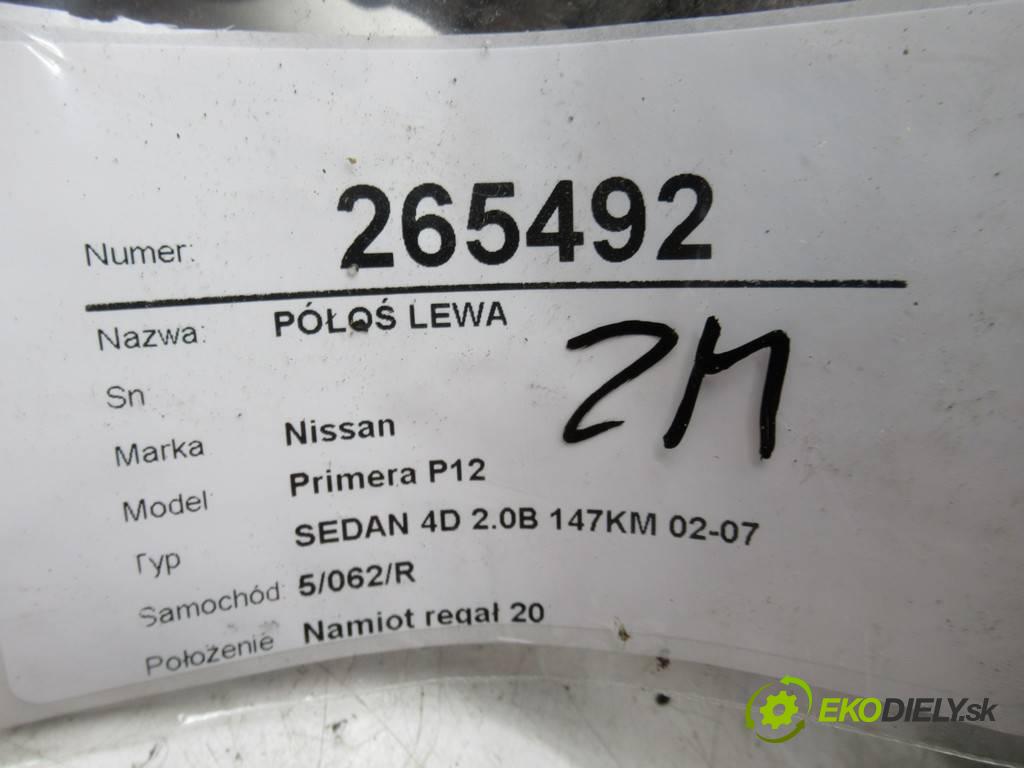 Numer: 265492
Nazwa: PÓŁOŚ LEWA
ZM
Sn
Marka Nissan
Model Primera P12
Typ SEDAN 4D 2.0B 147KM 02-07
Samochód 5/062/R
Położenie Namiot regał 20
EKODIELY.sk